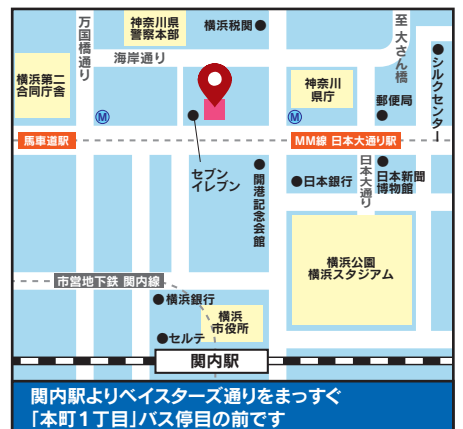 万国橋通り
神奈川県
警察本部
横浜税関
至 大さん橋
海岸通り
横浜第二
合同庁舎
神奈川
県庁
郵便局
シルクセンター
M
M
馬車道駅
MM線 日本大通り駅
セブン
イレブン
開港記念会館
日本銀行
日本大通り
日本新聞
博物館
横浜公園
横浜スタジアム
市営地下鉄 関内線
横浜銀行
横浜
市役所
セルテ
関内駅
関内駅よりベイスターズ通りをまっすぐ
「本町1丁目」バス停目の前です